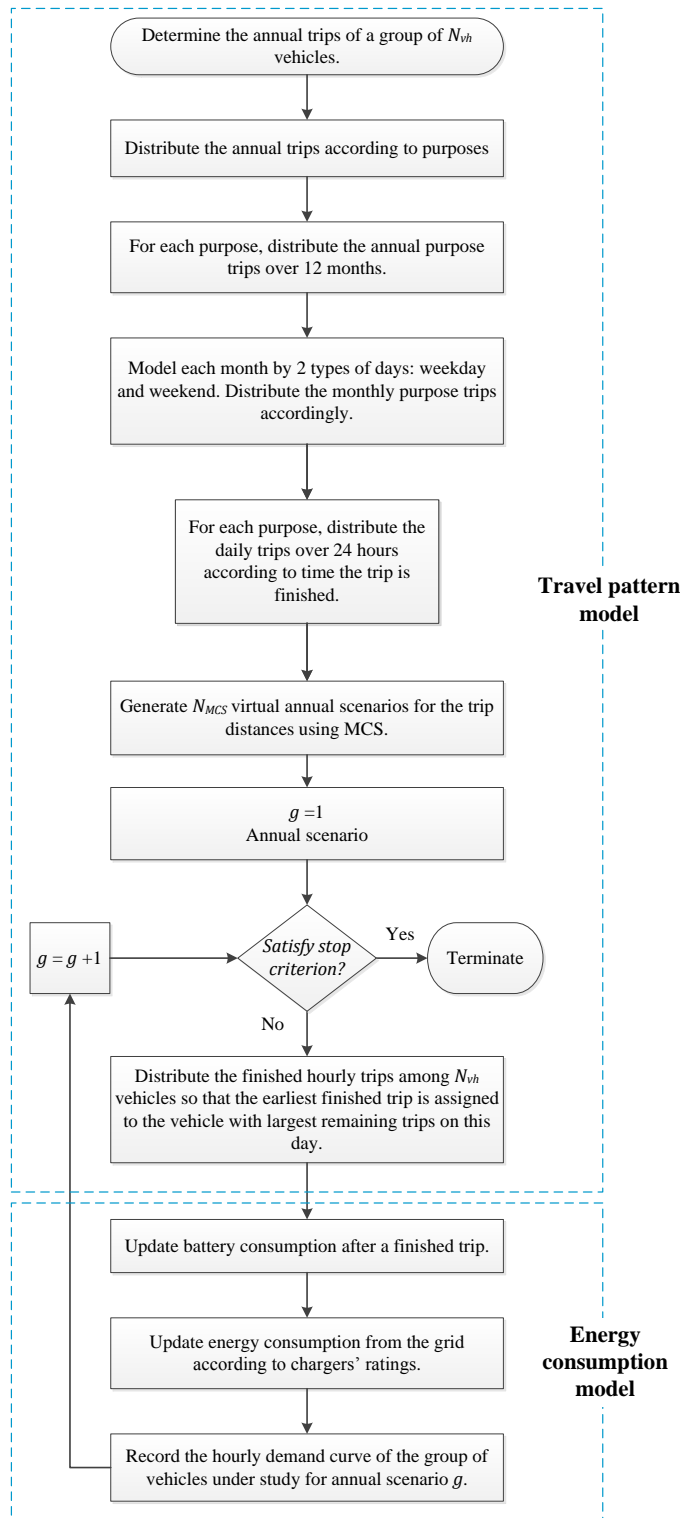 Determine the annual trips of a group of Nvh
vehicles.
Distribute the annual trips according to purposes
For each purpose, distribute the annual purpose
trips over 12 months.
Model each month by 2 types of days: weekday
and weekend. Distribute the monthly purpose trips
accordingly.
For each purpose, distribute the
daily trips over 24 hours
according to time the trip is
finished.
Travel pattern
model
Generate NMCS virtual annual scenarios for the trip
distances using MCS.
g =1
Annual scenario
g = g +1
Satisfy stop
criterion?
Yes
Terminate
No
Distribute the finished hourly trips among Nvh
vehicles so that the earliest finished trip is assigned
to the vehicle with largest remaining trips on this
day.
Update battery consumption after a finished trip.
Update energy consumption from the grid
according to chargers’ ratings.
Energy
consumption
model
Record the hourly demand curve of the group of
vehicles under study for annual scenario g.